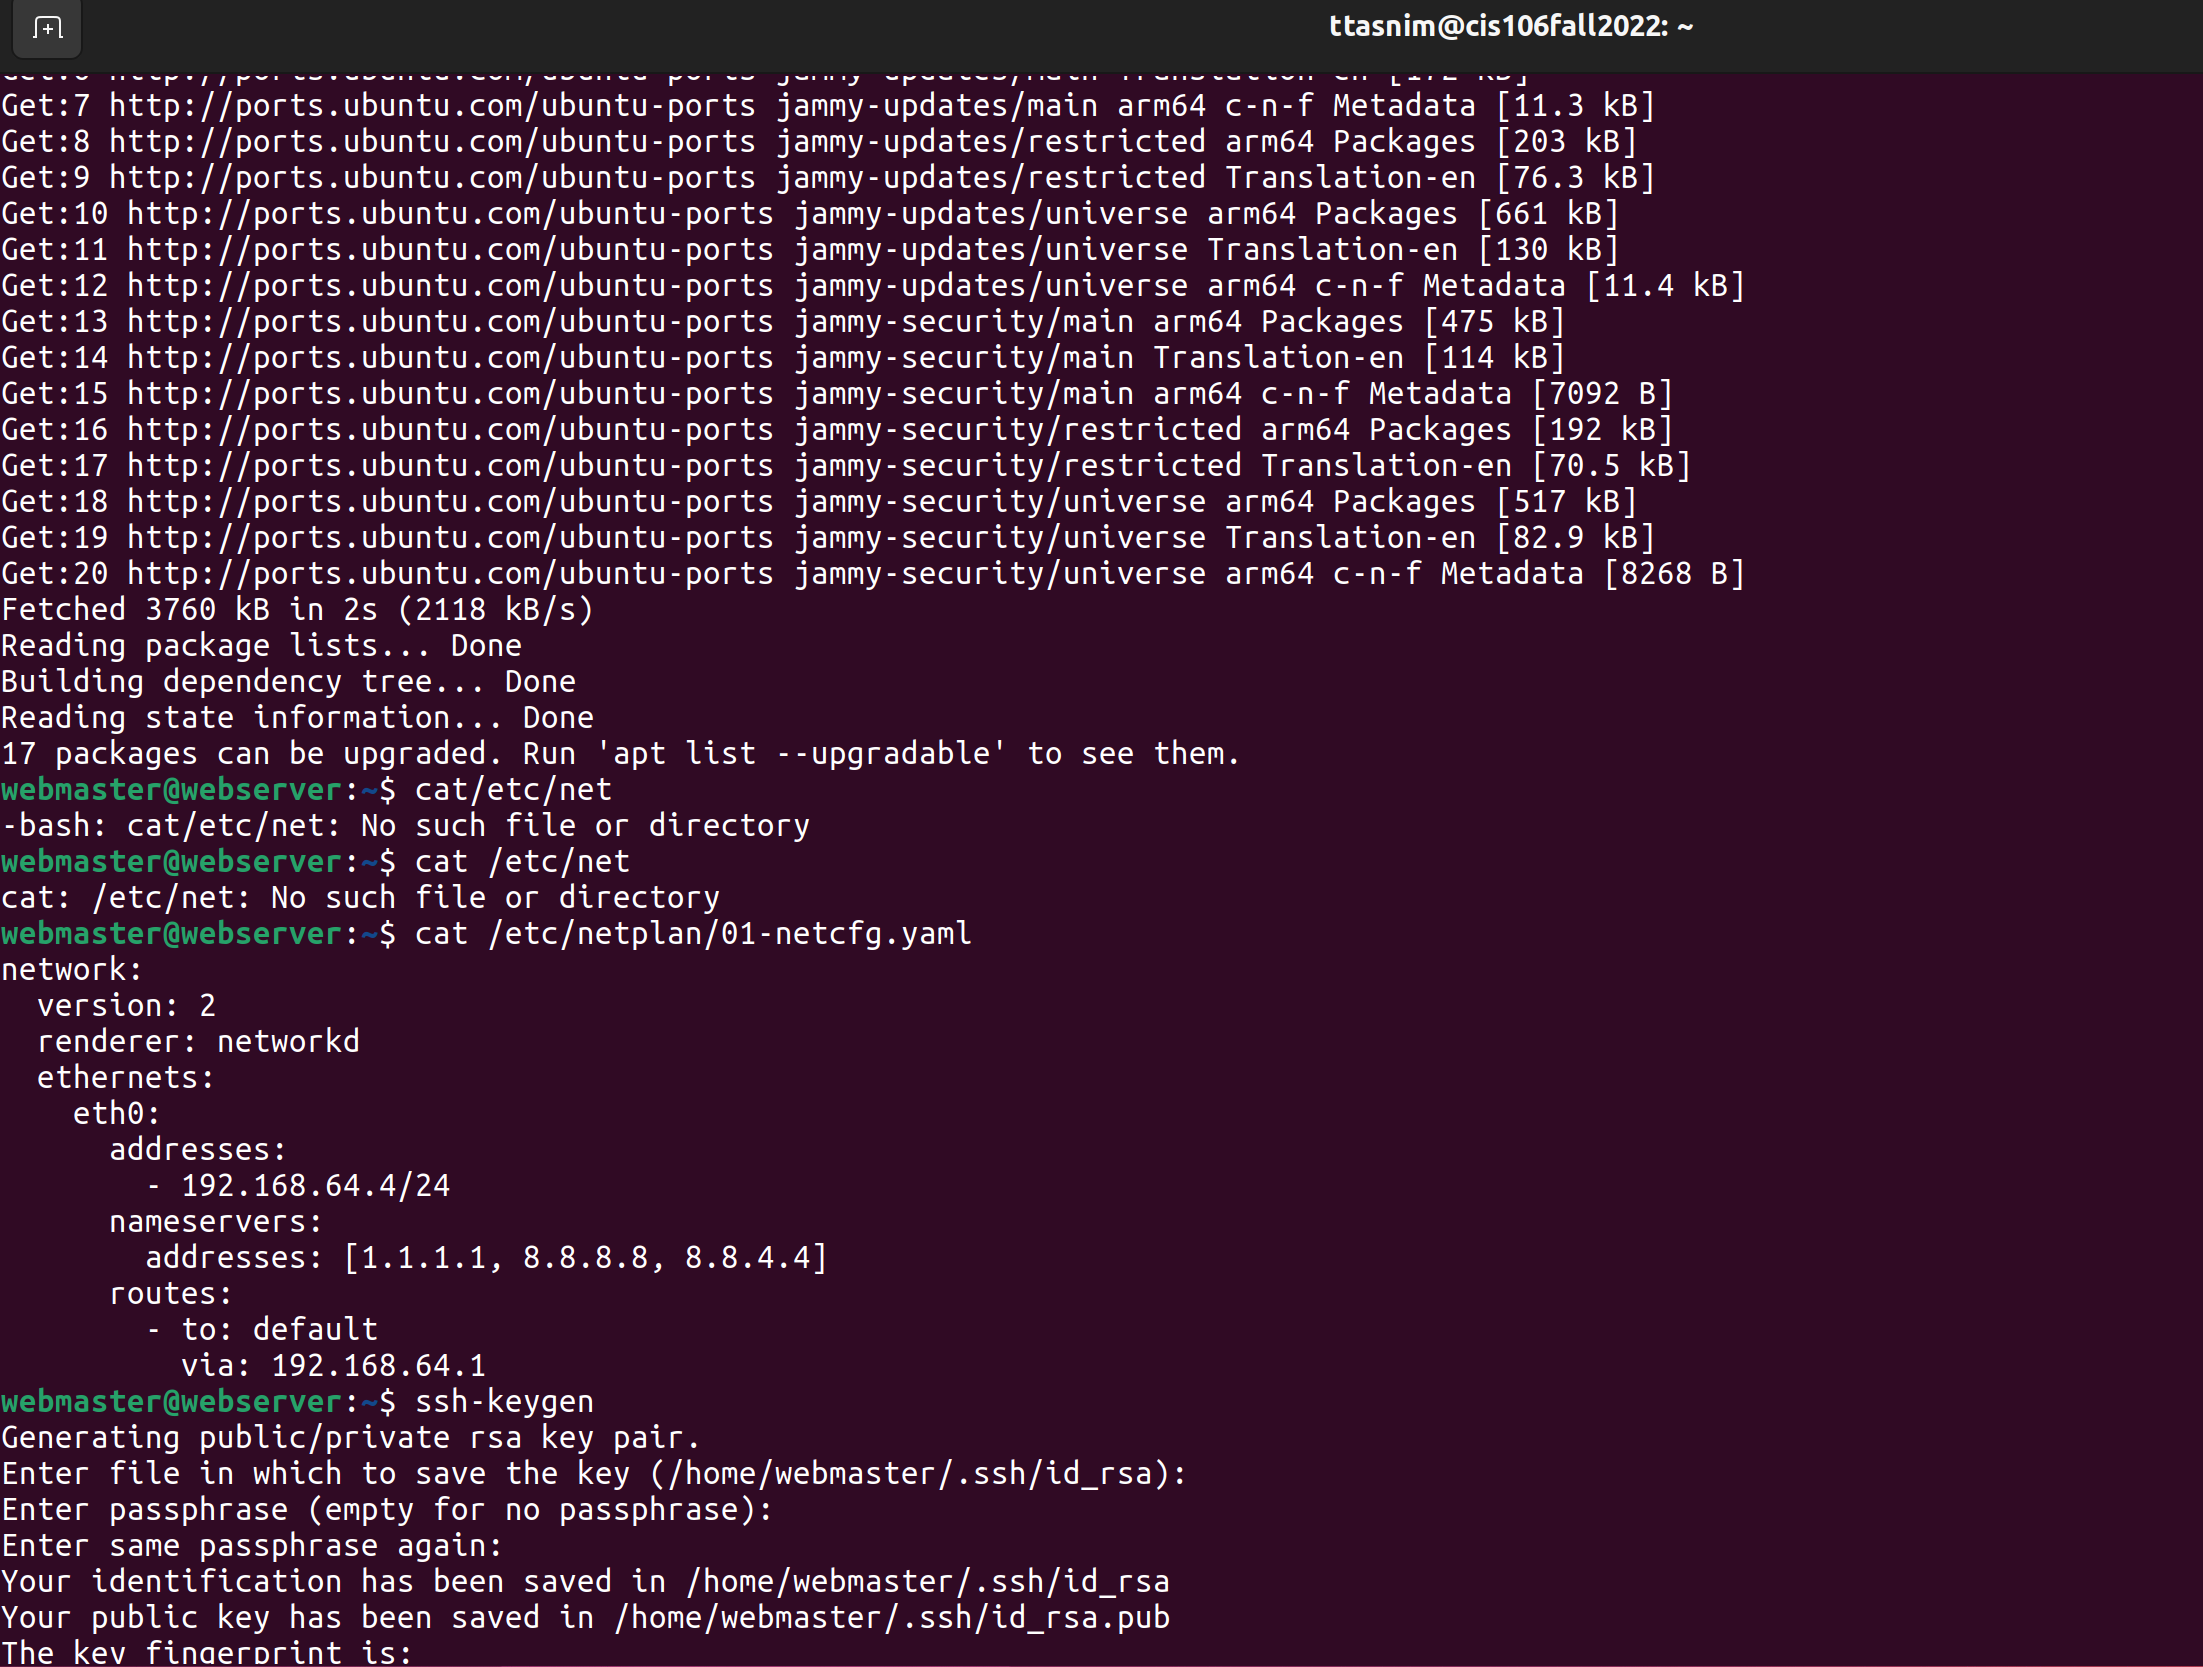 ttasnim@cis106fall2022: ~
Get:6 http://ports.ubuntu.com/ubuntu-ports jammy-updates/main Translation-en [172 kB]
Get:7 http://ports.ubuntu.com/ubuntu-ports jammy-updates/main arm64 c-n-f Metadata [11.3 kB]
Get:8 http://ports.ubuntu.com/ubuntu-ports jammy-updates/restricted arm64 Packages [203 kB]
Get:9 http://ports.ubuntu.com/ubuntu-ports jammy-updates/restricted Translation-en [76.3 kB]
Get:10 http://ports.ubuntu.com/ubuntu-ports jammy-updates/universe arm64 Packages [661 kB]
Get:11 http://ports.ubuntu.com/ubuntu-ports jammy-updates/universe Translation-en [130 kB]
Get:12 http://ports.ubuntu.com/ubuntu-ports jammy-updates/universe arm64 c-n-f Metadata [11.4 kB]
Get:13 http://ports.ubuntu.com/ubuntu-ports jammy-security/main arm64 Packages [475 kB]
Get:14 http://ports.ubuntu.com/ubuntu-ports jammy-security/main Translation-en [114 kB]
Get:15 http://ports.ubuntu.com/ubuntu-ports jammy-security/main arm64 c-n-f Metadata [7092 B]
Get:16 http://ports.ubuntu.com/ubuntu-ports jammy-security/restricted arm64 Packages [192 kB]
Get:17 http://ports.ubuntu.com/ubuntu-ports jammy-security/restricted Translation-en [70.5 kB]
Get:18 http://ports.ubuntu.com/ubuntu-ports jammy-security/universe arm64 Packages [517 kB]
Get:19 http://ports.ubuntu.com/ubuntu-ports jammy-security/universe Translation-en [82.9 kB]
Get:20 http://ports.ubuntu.com/ubuntu-ports jammy-security/universe arm64 c-n-f Metadata [8268 B]
Fetched 3760 kB in 2s (2118 kB/s)
Reading package lists... Done
Building dependency tree... Done
Reading state information... Done
17 packages can be upgraded. Run 'apt list --upgradable' to see them.
webmaster@webserver:~$ cat/etc/net
-bash: cat/etc/net: No such file or directory
webmaster@webserver:~$ cat /etc/net
cat: /etc/net: No such file or directory
webmaster@webserver:~$ cat /etc/netplan/01-netcfg.yaml
network:
  version: 2
  renderer: networkd
  ethernets:
    eth0:
      addresses:
        - 192.168.64.4/24
      nameservers:
        addresses: [1.1.1.1, 8.8.8.8, 8.8.4.4]
      routes:
        - to: default
          via: 192.168.64.1
webmaster@webserver:~$ ssh-keygen
Generating public/private rsa key pair.
Enter file in which to save the key (/home/webmaster/.ssh/id_rsa):
Enter passphrase (empty for no passphrase):
Enter same passphrase again:
Your identification has been saved in /home/webmaster/.ssh/id_rsa
Your public key has been saved in /home/webmaster/.ssh/id_rsa.pub
The key fingerprint is: